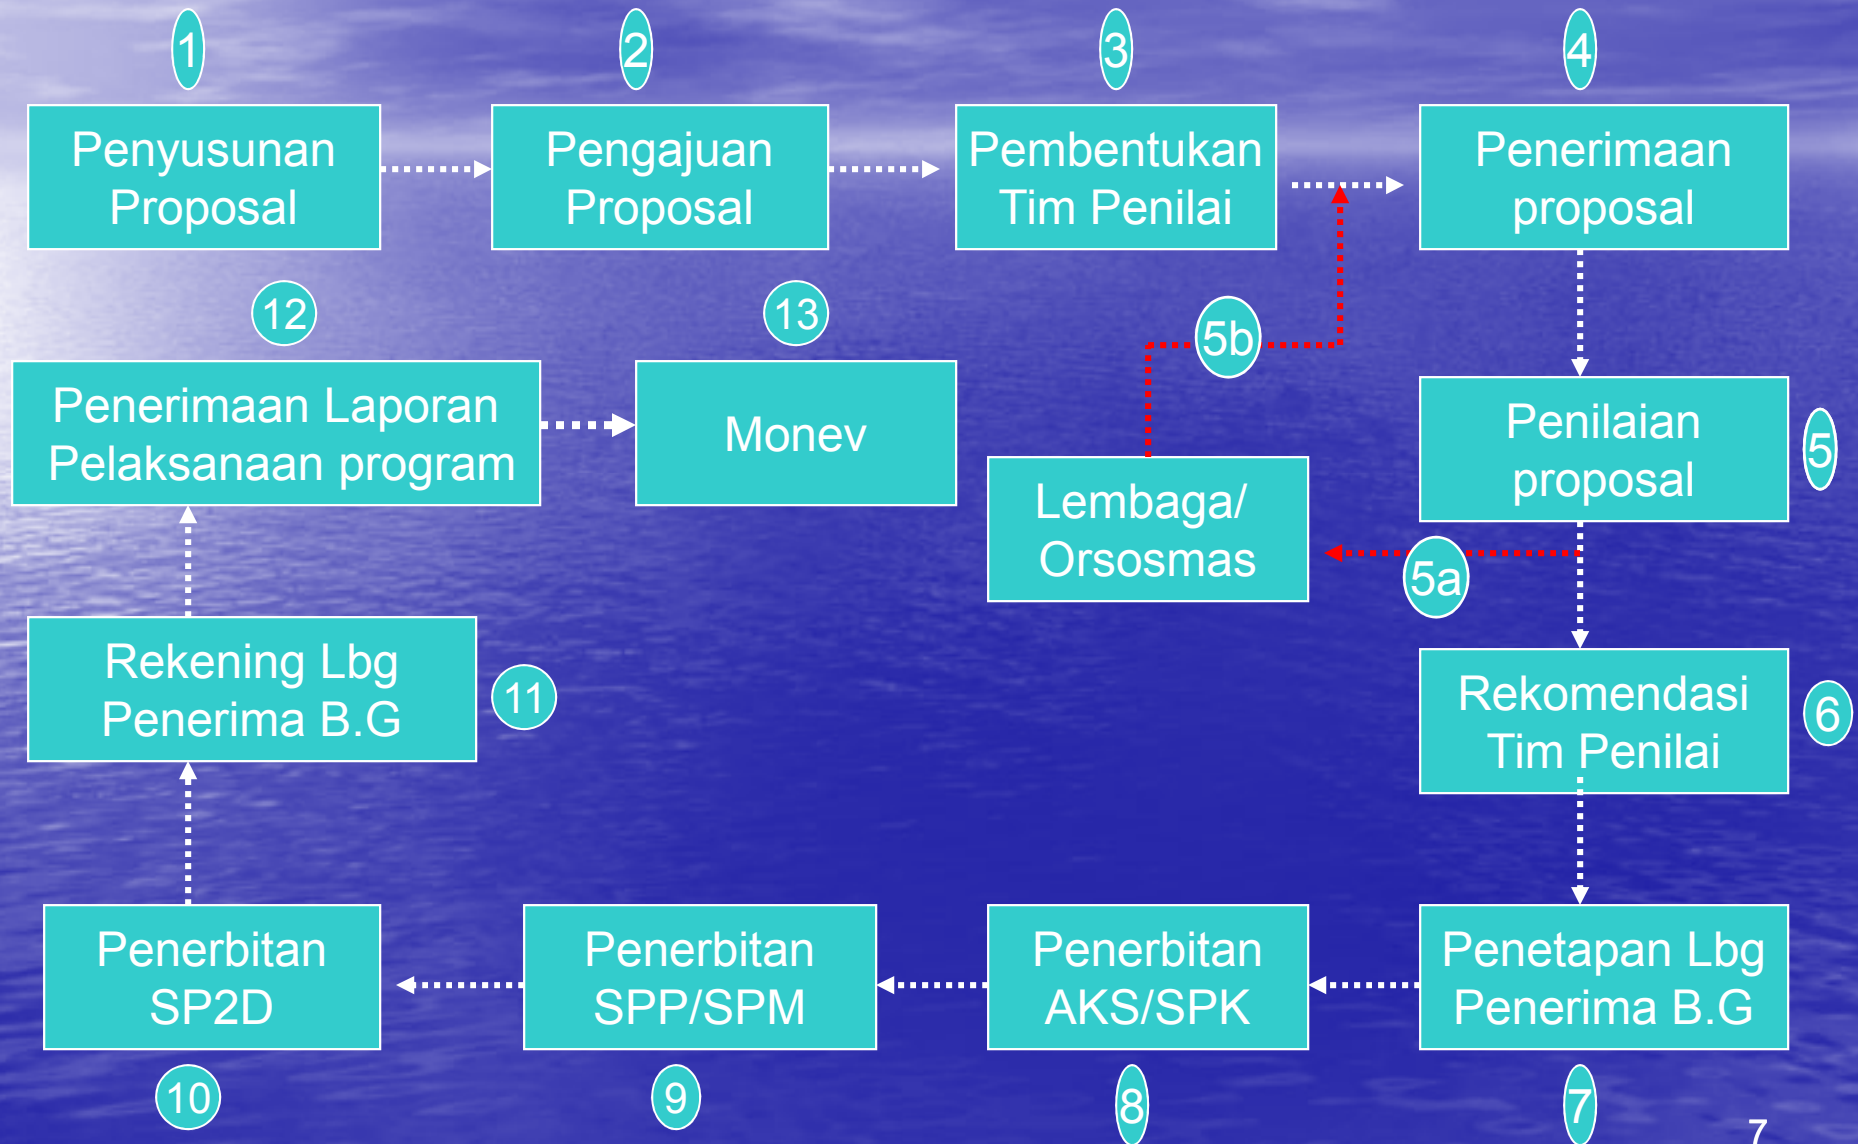 1
2
3
4
Penyusunan
Proposal
Pengajuan
Proposal
Pembentukan
Tim Penilai
Penerimaan
proposal
12
13
5b
Penerimaan Laporan
Pelaksanaan program
Monev
Lembaga/
Orsosmas
Penilaian
proposal
5
5a
Rekening Lbg
Penerima B.G
11
Rekomendasi
Tim Penilai
6
Penerbitan
SP2D
Penerbitan
SPP/SPM
Penerbitan
AKS/SPK
Penetapan Lbg
Penerima B.G
10
9
8
7
7